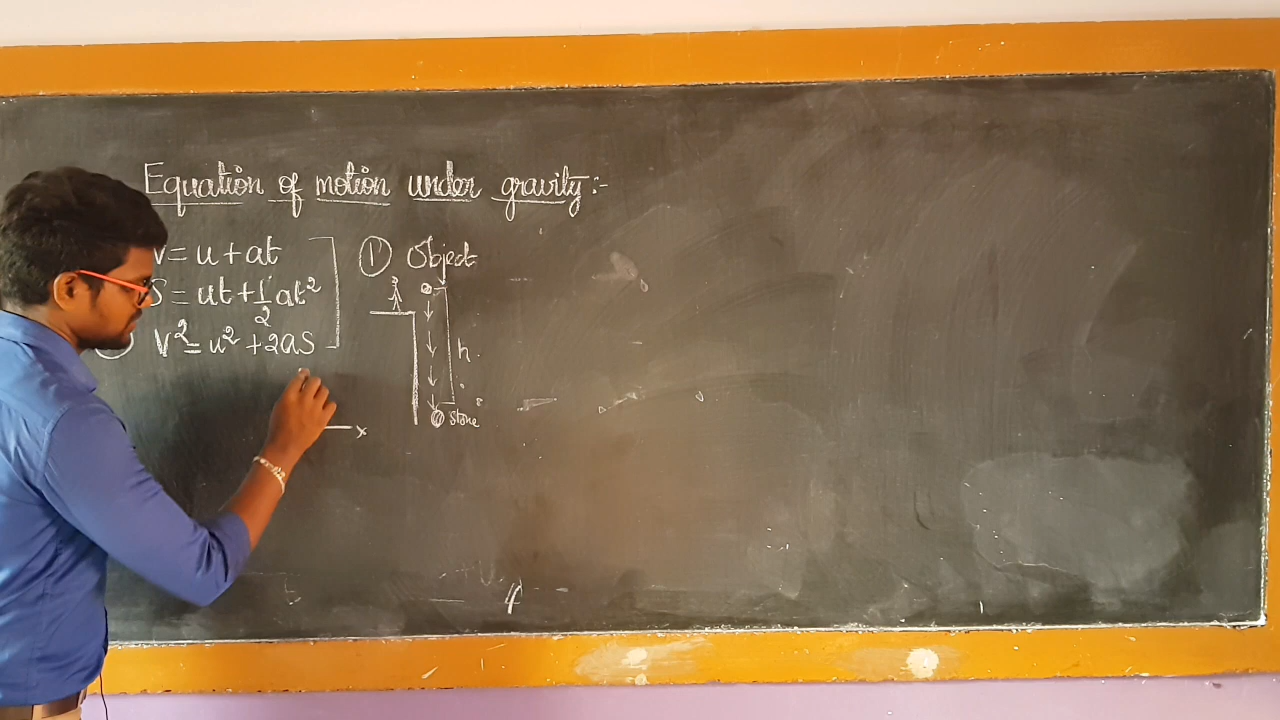 Equation of motion under gravity:-
V = u + at
S = ut + 1/2 at²
V² = u² + 2aS
① Object
h
stone
x